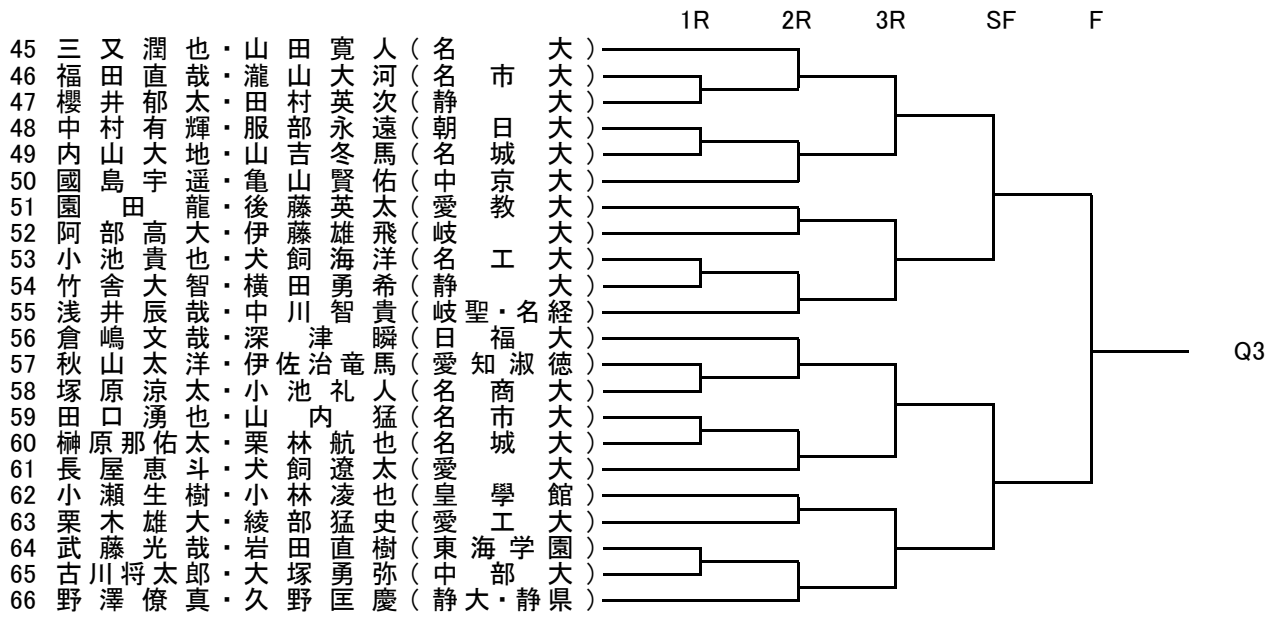 1R 2R 3R SF F
45 三又潤也・山田寛人(名大)
46 福田直哉・瀧山大河(名市大)
47 櫻井郁太・田村英次(静大)
48 中村有輝・服部永遠(朝日大)
49 内山大地・山吉冬馬(名城大)
50 國島宇遥・亀山賢佑(中京大)
51 園田龍・後藤英太(愛教大)
52 阿部高大・伊藤雄飛(岐大)
53 小池貴也・犬飼海洋(名工大)
54 竹舎大智・横田勇希(静大)
55 浅井辰哉・中川智貴(岐聖・名経)
56 倉嶋文哉・深津瞬(日福大)
57 秋山太洋・伊佐治竜馬(愛知淑徳)
58 塚原涼太・小池礼人(名商大)
59 田口湧也・山内猛(名市大)
60 榊原那佑太・栗林航也(名城大)
61 長屋恵斗・犬飼遼太(愛大)
62 小瀬生樹・小林凌也(皇學館)
63 栗木雄大・綾部猛史(愛工大)
64 武藤光哉・岩田直樹(東海学園)
65 古川将太郎・大塚勇弥(中部大)
66 野澤僚真・久野匡慶(静大・静県)
Q3